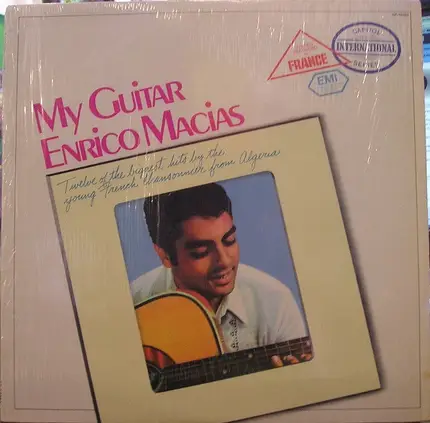 My Guitar
Enrico Macias
FRANCE
EMI
CAPITOL
INTERNATIONAL
SERIES
Twelve of the biggest hits by the
young French chansonnier from Algeria